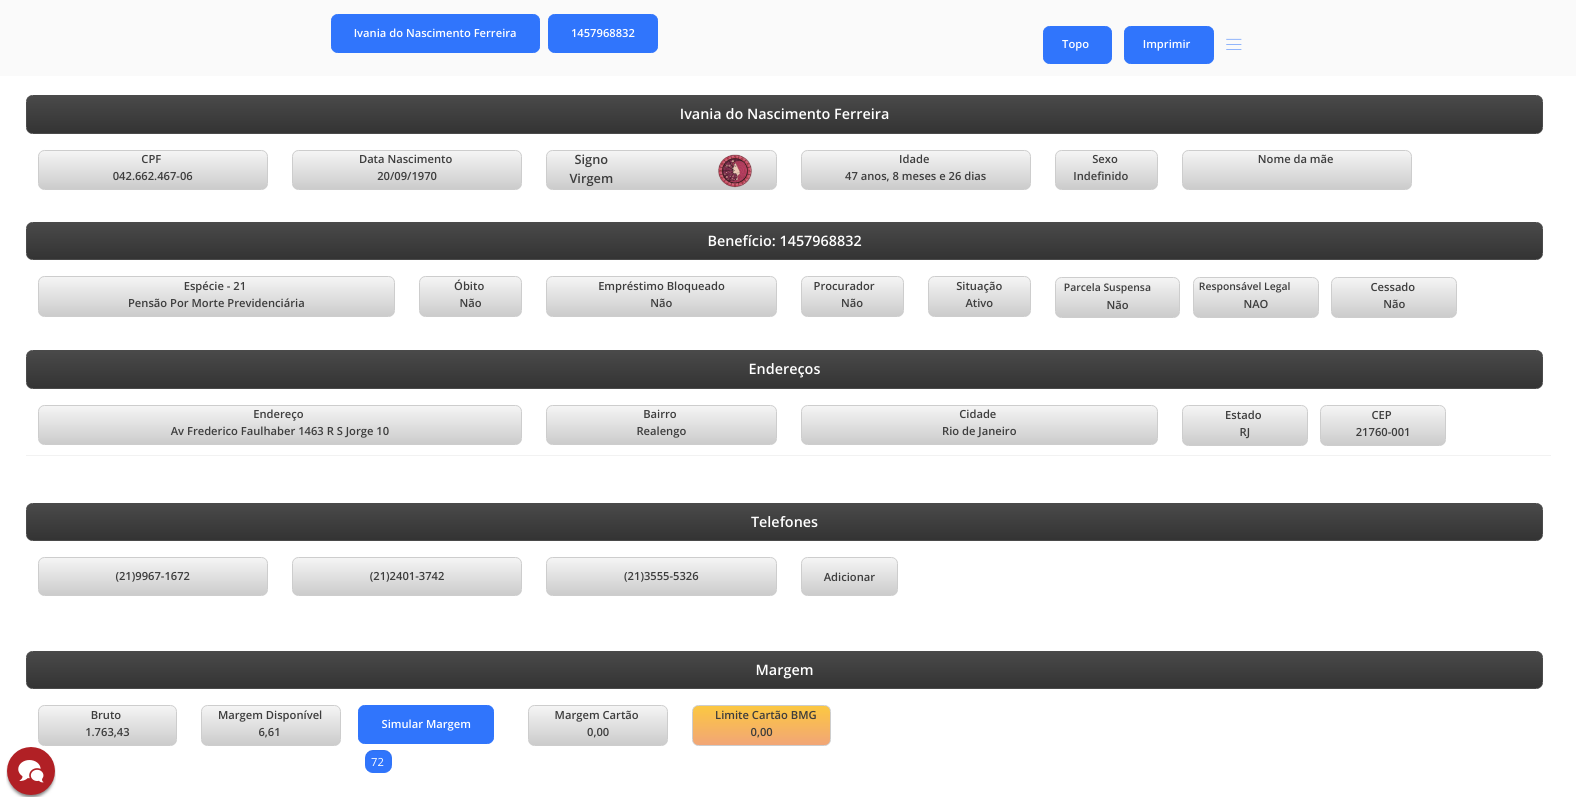 Ivania do Nascimento Ferreira
1457968832
Topo
Imprimir
Ivania do Nascimento Ferreira
CPF
042.662.467-06
Data Nascimento
20/09/1970
Signo
Virgem
Idade
47 anos, 8 meses e 26 dias
Sexo
Indefinido
Nome da mãe
Benefício: 1457968832
Espécie - 21
Pensão Por Morte Previdenciária
Óbito
Não
Empréstimo Bloqueado
Não
Procurador
Não
Situação
Ativo
Parcela Suspensa
Não
Responsável Legal
NAO
Cessado
Não
Endereços
Endereço
Av Frederico Faulhaber 1463 R S Jorge 10
Bairro
Realengo
Cidade
Rio de Janeiro
Estado
RJ
CEP
21760-001
Telefones
(21)9967-1672
(21)2401-3742
(21)3555-5326
Adicionar
Margem
Bruto
1.763,43
Margem Disponível
6,61
Simular Margem
72
Margem Cartão
0,00
Limite Cartão BMG
0,00